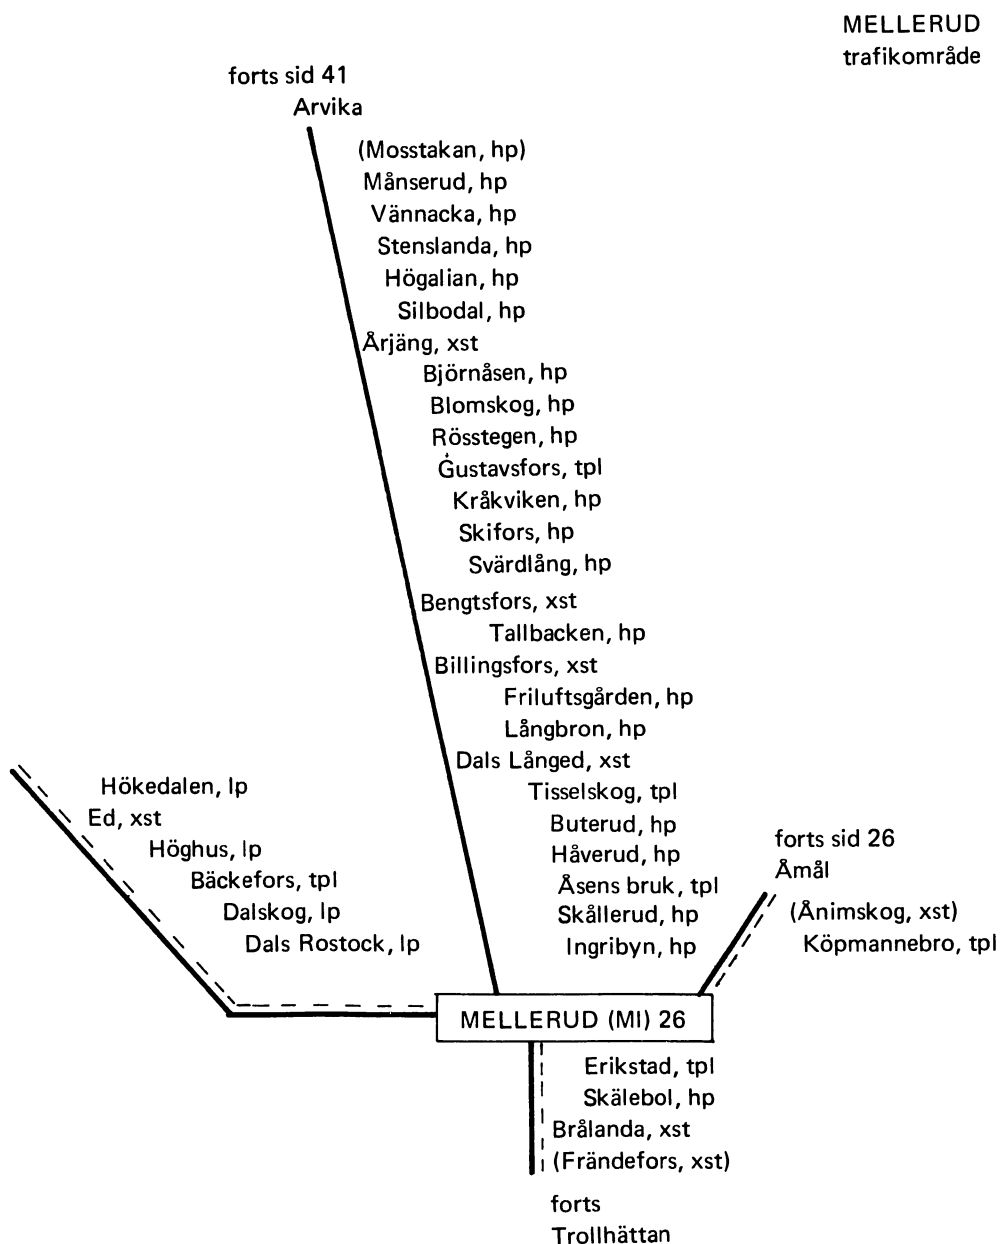 MELLERUD
trafikområde
forts sid 41
Arvika
(Mosstakan, hp)
Månserud, hp
Vännacka, hp
Stenslanda, hp
Högalian, hp
Silbodal, hp
Årjäng, xst
Björnåsen, hp
Blomskog, hp
Rösstegen, hp
Gustavsfors, tpl
Kråkviken, hp
Skifors, hp
Svärdlång, hp
Bengtsfors, xst
Tallbacken, hp
Billingsfors, xst
Friluftsgården, hp
Långbron, hp
Dals Långed, xst
Tisselskog, tpl
Buterud, hp
Håverud, hp
Åsens bruk, tpl
Skållerud, hp
Ingribyn, hp
Hökedalen, lp
Ed, xst
Höghus, lp
Bäckefors, tpl
Dalskog, lp
Dals Rostock, lp
forts sid 26
Åmål
(Ånimskog, xst)
Köpmannebro, tpl
MELLERUD (Ml) 26
Erikstad, tpl
Skälebol, hp
Brålanda, xst
(Frändefors, xst)
forts
Trollhättan